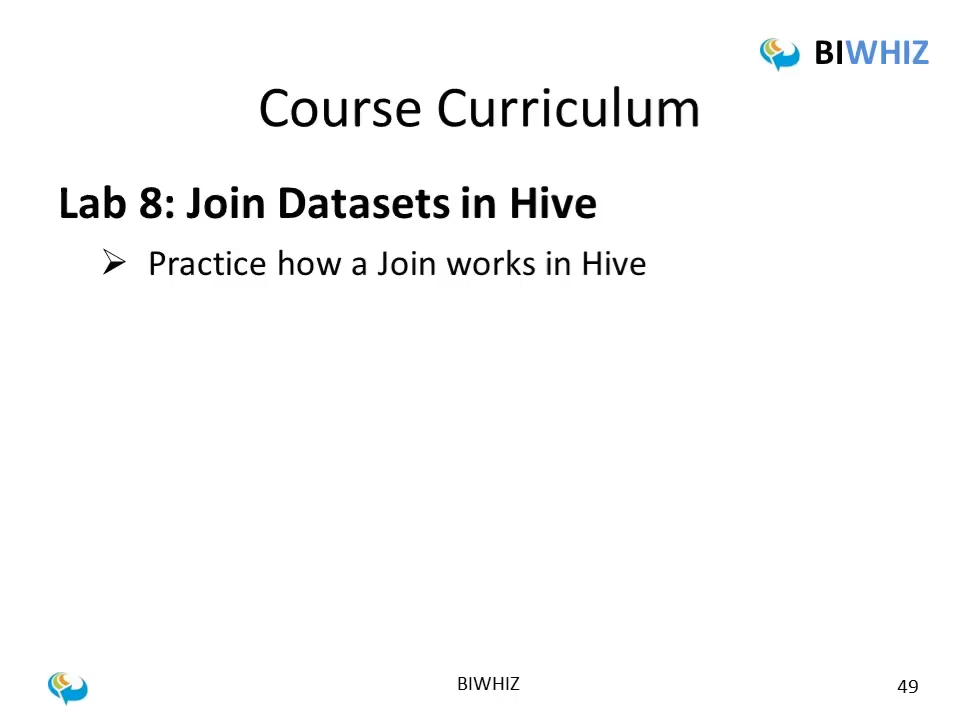 BIWHIZ
Course Curriculum
Lab 8: Join Datasets in Hive
➢ Practice how a Join works in Hive
BIWHIZ
49